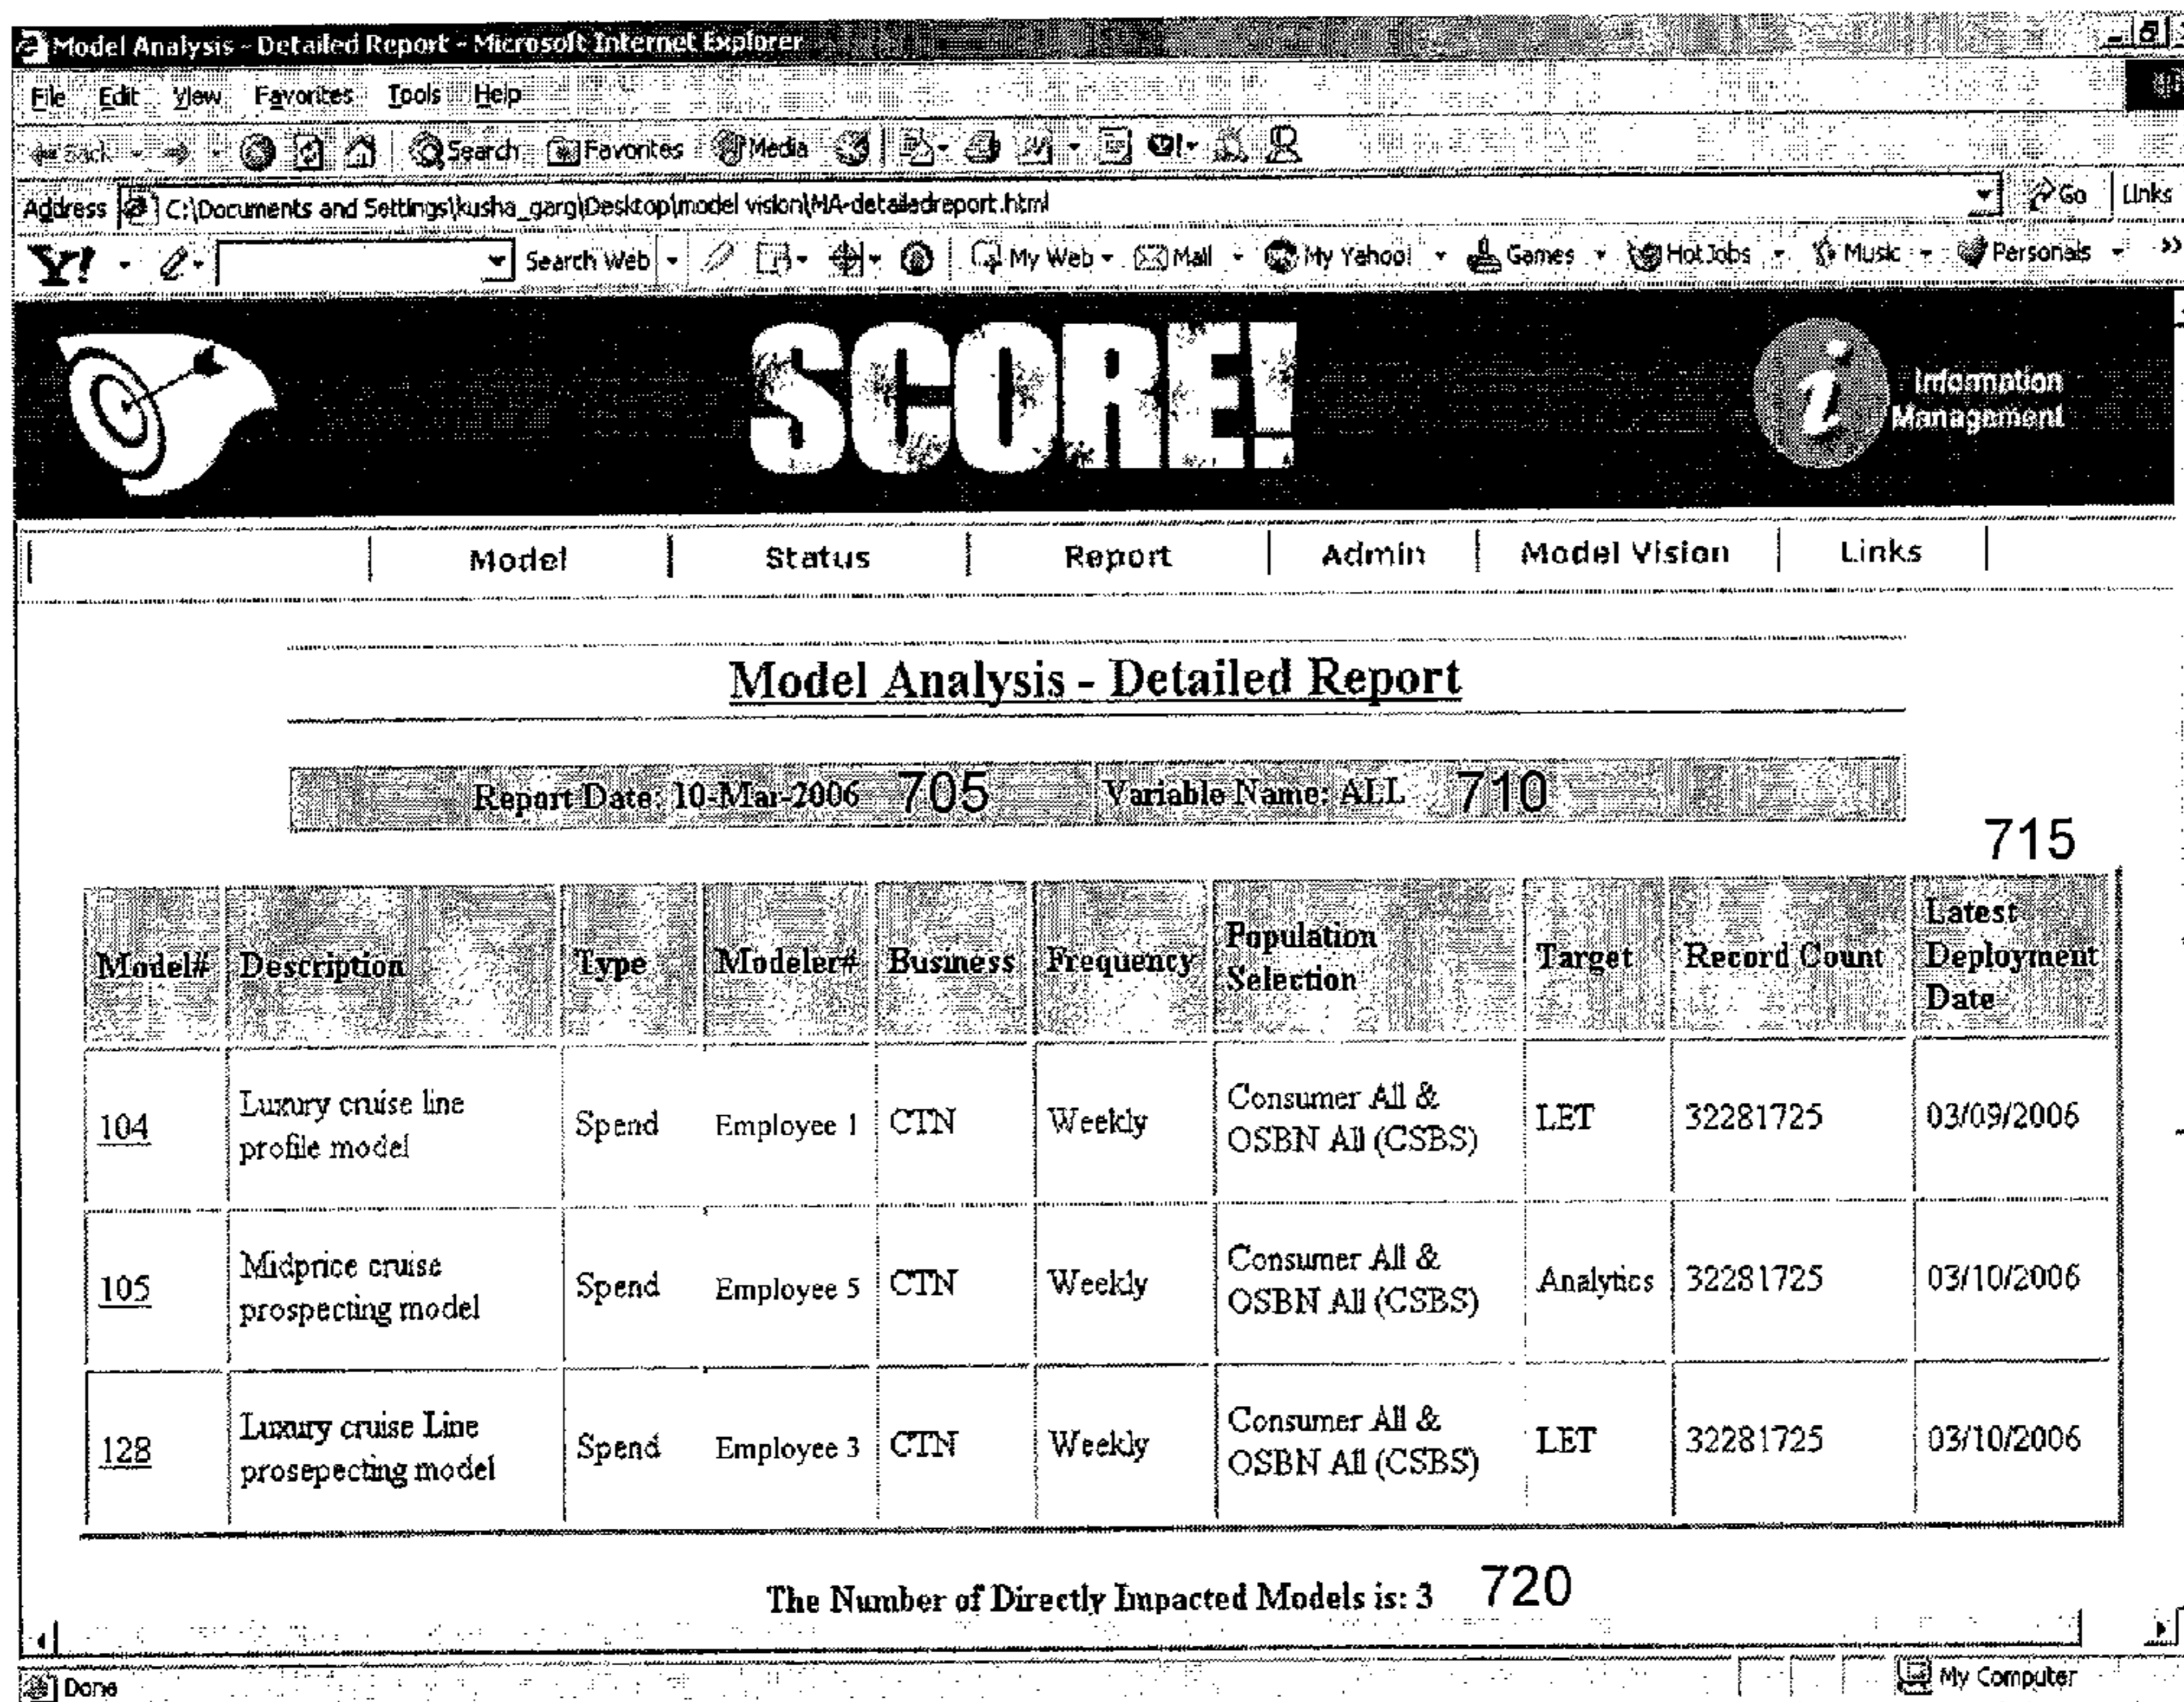 Model Analysis - Detailed Report - Microsoft Internet Explorer
File Edit View Favorites Tools Help
Back Search Favorites Media
Address C:\Documents and Settings\kusha_garg\Desktop\model vision\MA-detailedreport.html Go Links
Y! Search Web My Web Mail My Yahoo! Games HotJobs Music Personals »
SCORE!
i Information Management
Model Status Report Admin Model Vision Links
Model Analysis - Detailed Report
Report Date: 10-Mar-2006 705 Variable Name: ALL 710
715
Model# Description Type Modeler# Business Frequency Population Selection Target Record Count Latest Deployment Date
104 Luxury cruise line profile model Spend Employee 1 CTN Weekly Consumer All & OSBN All (CSBS) LET 32281725 03/09/2006
105 Midprice cruise prospecting model Spend Employee 5 CTN Weekly Consumer All & OSBN All (CSBS) Analytics 32281725 03/10/2006
128 Luxury cruise Line prosepecting model Spend Employee 3 CTN Weekly Consumer All & OSBN All (CSBS) LET 32281725 03/10/2006
The Number of Directly Impacted Models is: 3 720
Done My Computer